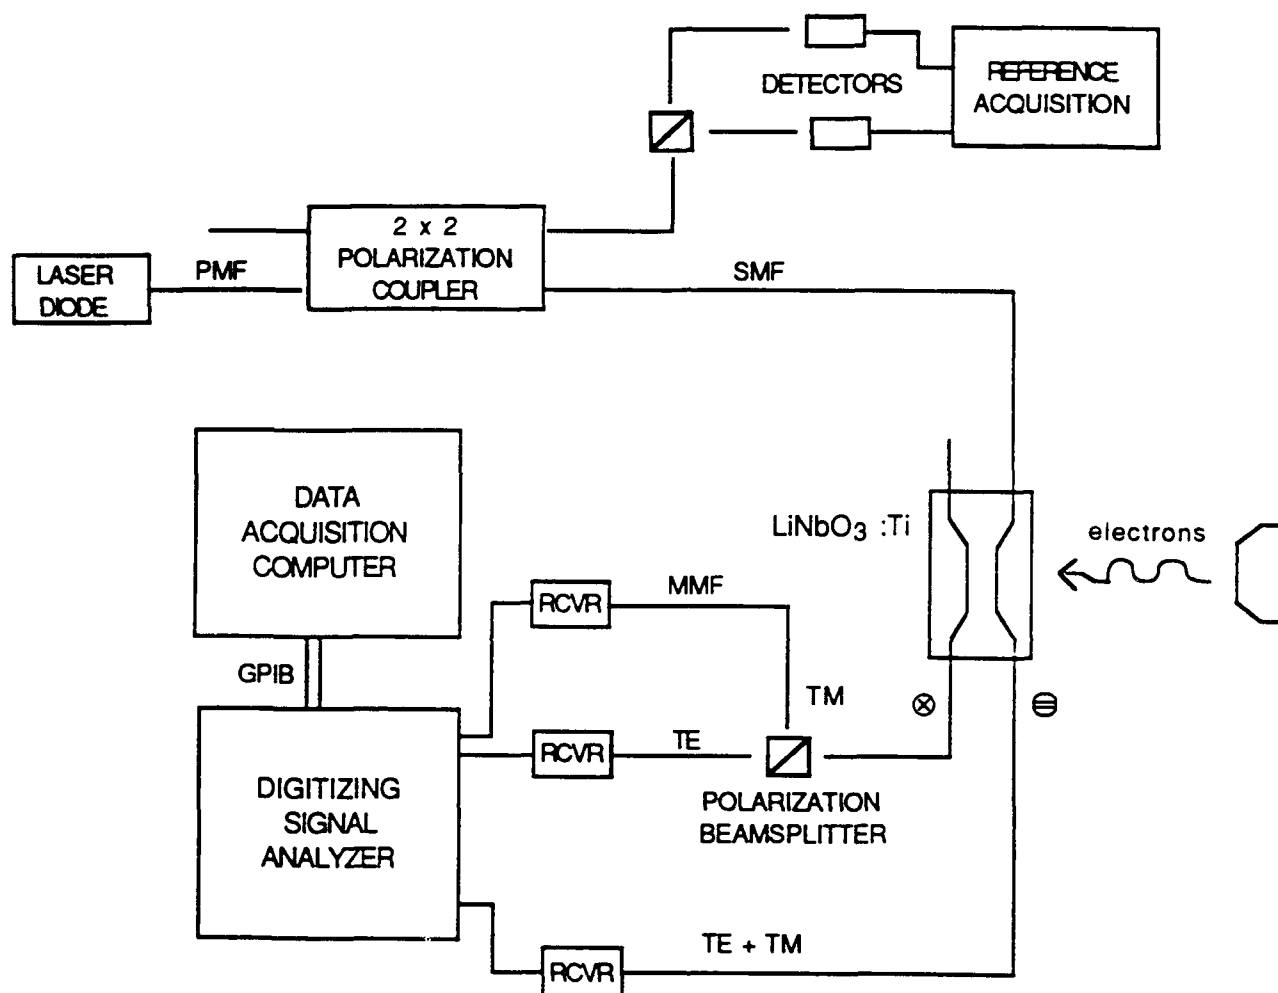 DETECTORS
REFERENCE
ACQUISITION
2 x 2
POLARIZATION
COUPLER
LASER
DIODE
PMF
SMF
DATA
ACQUISITION
COMPUTER
LiNbO3 :Ti
electrons
RCVR
MMF
GPIB
TM
RCVR
TE
DIGITIZING
SIGNAL
ANALYZER
POLARIZATION
BEAMSPLITTER
RCVR
TE + TM